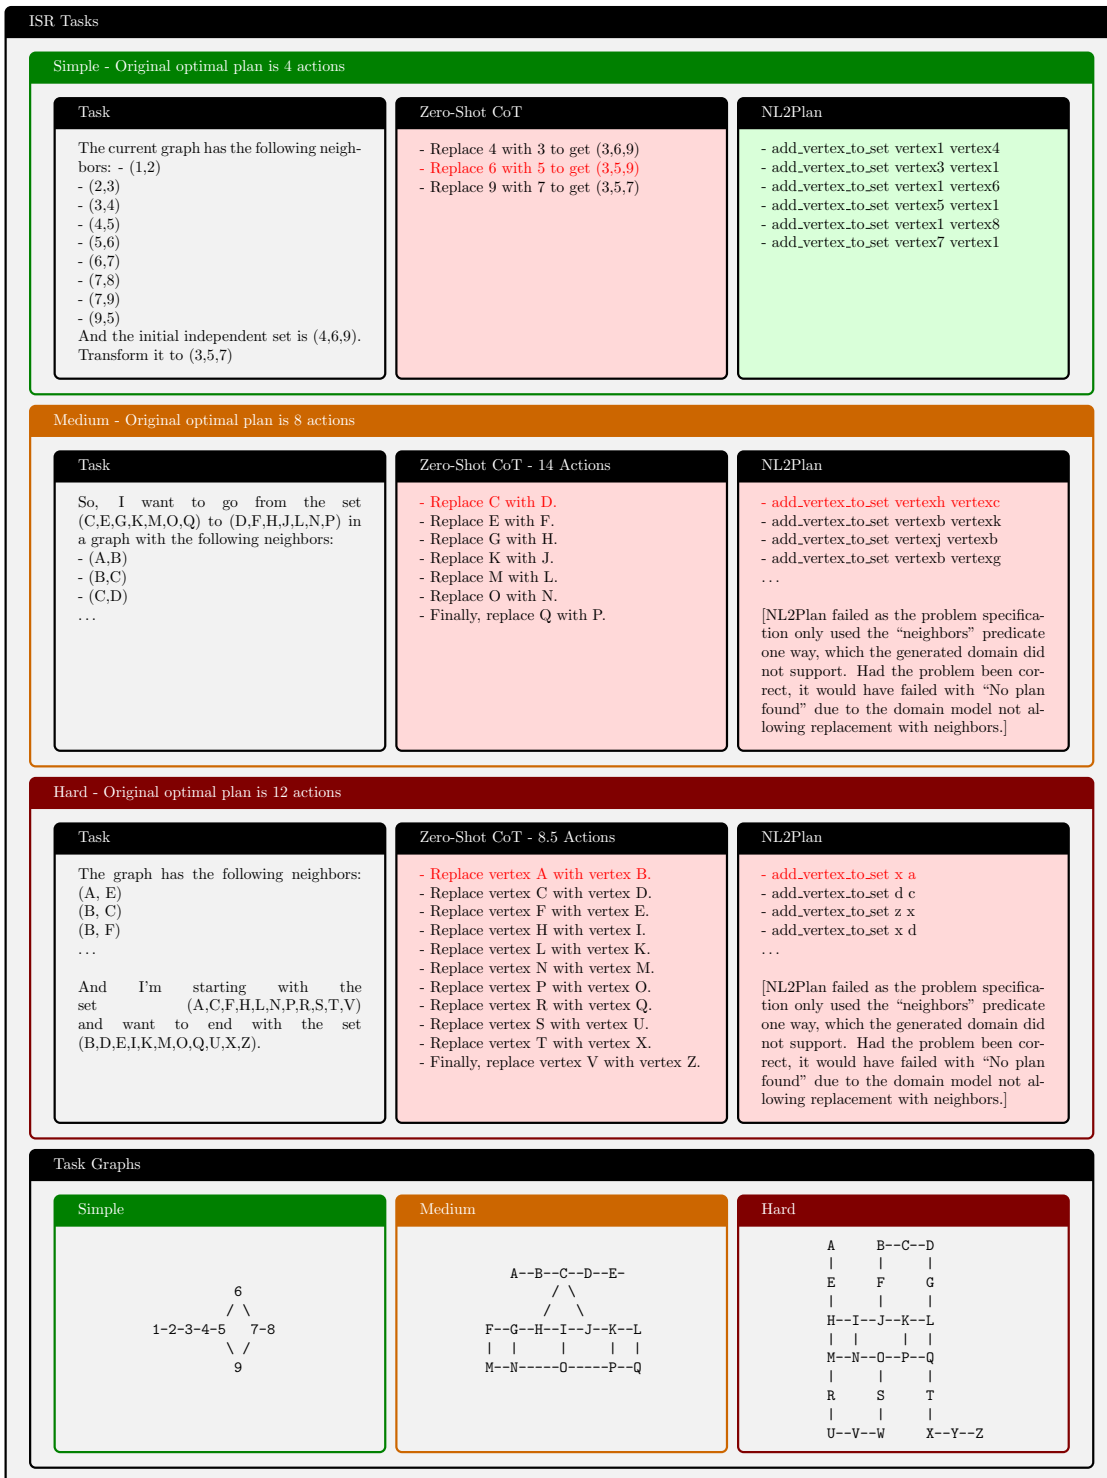 ISR Tasks
Simple - Original optimal plan is 4 actions
Task
The current graph has the following neigh-
bors: - (1,2)
- (2,3)
- (3,4)
- (4,5)
- (5,6)
- (6,7)
- (7,8)
- (7,9)
- (9,5)
And the initial independent set is (4,6,9).
Transform it to (3,5,7)
Zero-Shot CoT
- Replace 4 with 3 to get (3,6,9)
- Replace 6 with 5 to get (3,5,9)
- Replace 9 with 7 to get (3,5,7)
NL2Plan
- add_vertex_to_set vertex1 vertex4
- add_vertex_to_set vertex3 vertex1
- add_vertex_to_set vertex1 vertex6
- add_vertex_to_set vertex5 vertex1
- add_vertex_to_set vertex1 vertex8
- add_vertex_to_set vertex7 vertex1
Medium - Original optimal plan is 8 actions
Task
So, I want to go from the set
(C,E,G,K,M,O,Q) to (D,F,H,J,L,N,P) in
a graph with the following neighbors:
- (A,B)
- (B,C)
- (C,D)
...
Zero-Shot CoT - 14 Actions
- Replace C with D.
- Replace E with F.
- Replace G with H.
- Replace K with J.
- Replace M with L.
- Replace O with N.
- Finally, replace Q with P.
NL2Plan
- add_vertex_to_set vertexh vertexc
- add_vertex_to_set vertexb vertexk
- add_vertex_to_set vertexj vertexb
- add_vertex_to_set vertexb vertexg
...
[NL2Plan failed as the problem specifica-
tion only used the “neighbors” predicate
one way, which the generated domain did
not support. Had the problem been cor-
rect, it would have failed with “No plan
found” due to the domain model not al-
lowing replacement with neighbors.]
Hard - Original optimal plan is 12 actions
Task
The graph has the following neighbors:
(A, E)
(B, C)
(B, F)
...
And I'm starting with the
set (A,C,F,H,L,N,P,R,S,T,V)
and want to end with the set
(B,D,E,I,K,M,O,Q,U,X,Z).
Zero-Shot CoT - 8.5 Actions
- Replace vertex A with vertex B.
- Replace vertex C with vertex D.
- Replace vertex F with vertex E.
- Replace vertex H with vertex I.
- Replace vertex L with vertex K.
- Replace vertex N with vertex M.
- Replace vertex P with vertex O.
- Replace vertex R with vertex Q.
- Replace vertex S with vertex U.
- Replace vertex T with vertex X.
- Finally, replace vertex V with vertex Z.
NL2Plan
- add_vertex_to_set x a
- add_vertex_to_set d c
- add_vertex_to_set z x
- add_vertex_to_set x d
...
[NL2Plan failed as the problem specifica-
tion only used the “neighbors” predicate
one way, which the generated domain did
not support. Had the problem been cor-
rect, it would have failed with “No plan
found” due to the domain model not al-
lowing replacement with neighbors.]
Task Graphs
Simple
6
/ \
1-2-3-4-5   7-8
\ /
9
Medium
A--B--C--D--E-
/ \
/   \
F--G--H--I--J--K--L
|  |     |     |  |
M--N-----O-----P--Q
Hard
A     B--C--D
|     |     |
E     F     G
|     |     |
H--I--J--K--L
|  |     |  |
M--N--O--P--Q
|     |     |
R     S     T
|     |     |
U--V--W     X--Y--Z